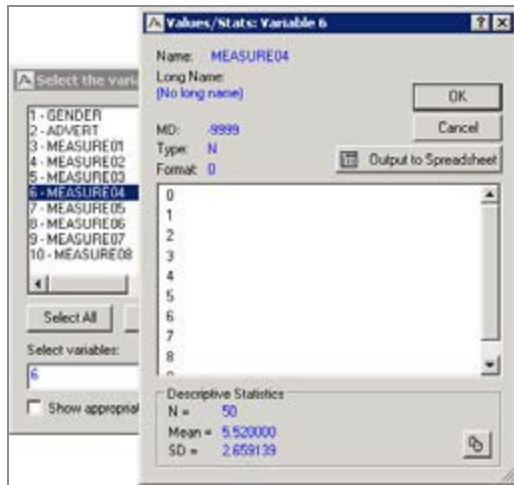 Values/Stats: Variable 6
Name: MEASURE04
Long Name:
(No long name)
MD: -9999
Type: N
Format: 0
OK
Cancel
Output to Spreadsheet
0
1
2
3
4
5
6
7
8
Descriptive Statistics
N = 50
Mean = 5.520000
SD = 2.659139
Select the vari
1 - GENDER
2 - ADVERT
3 - MEASURE01
4 - MEASURE02
5 - MEASURE03
6 - MEASURE04
7 - MEASURE05
8 - MEASURE06
9 - MEASURE07
10 - MEASURE08
Select All
Select variables:
6
Show appropriat